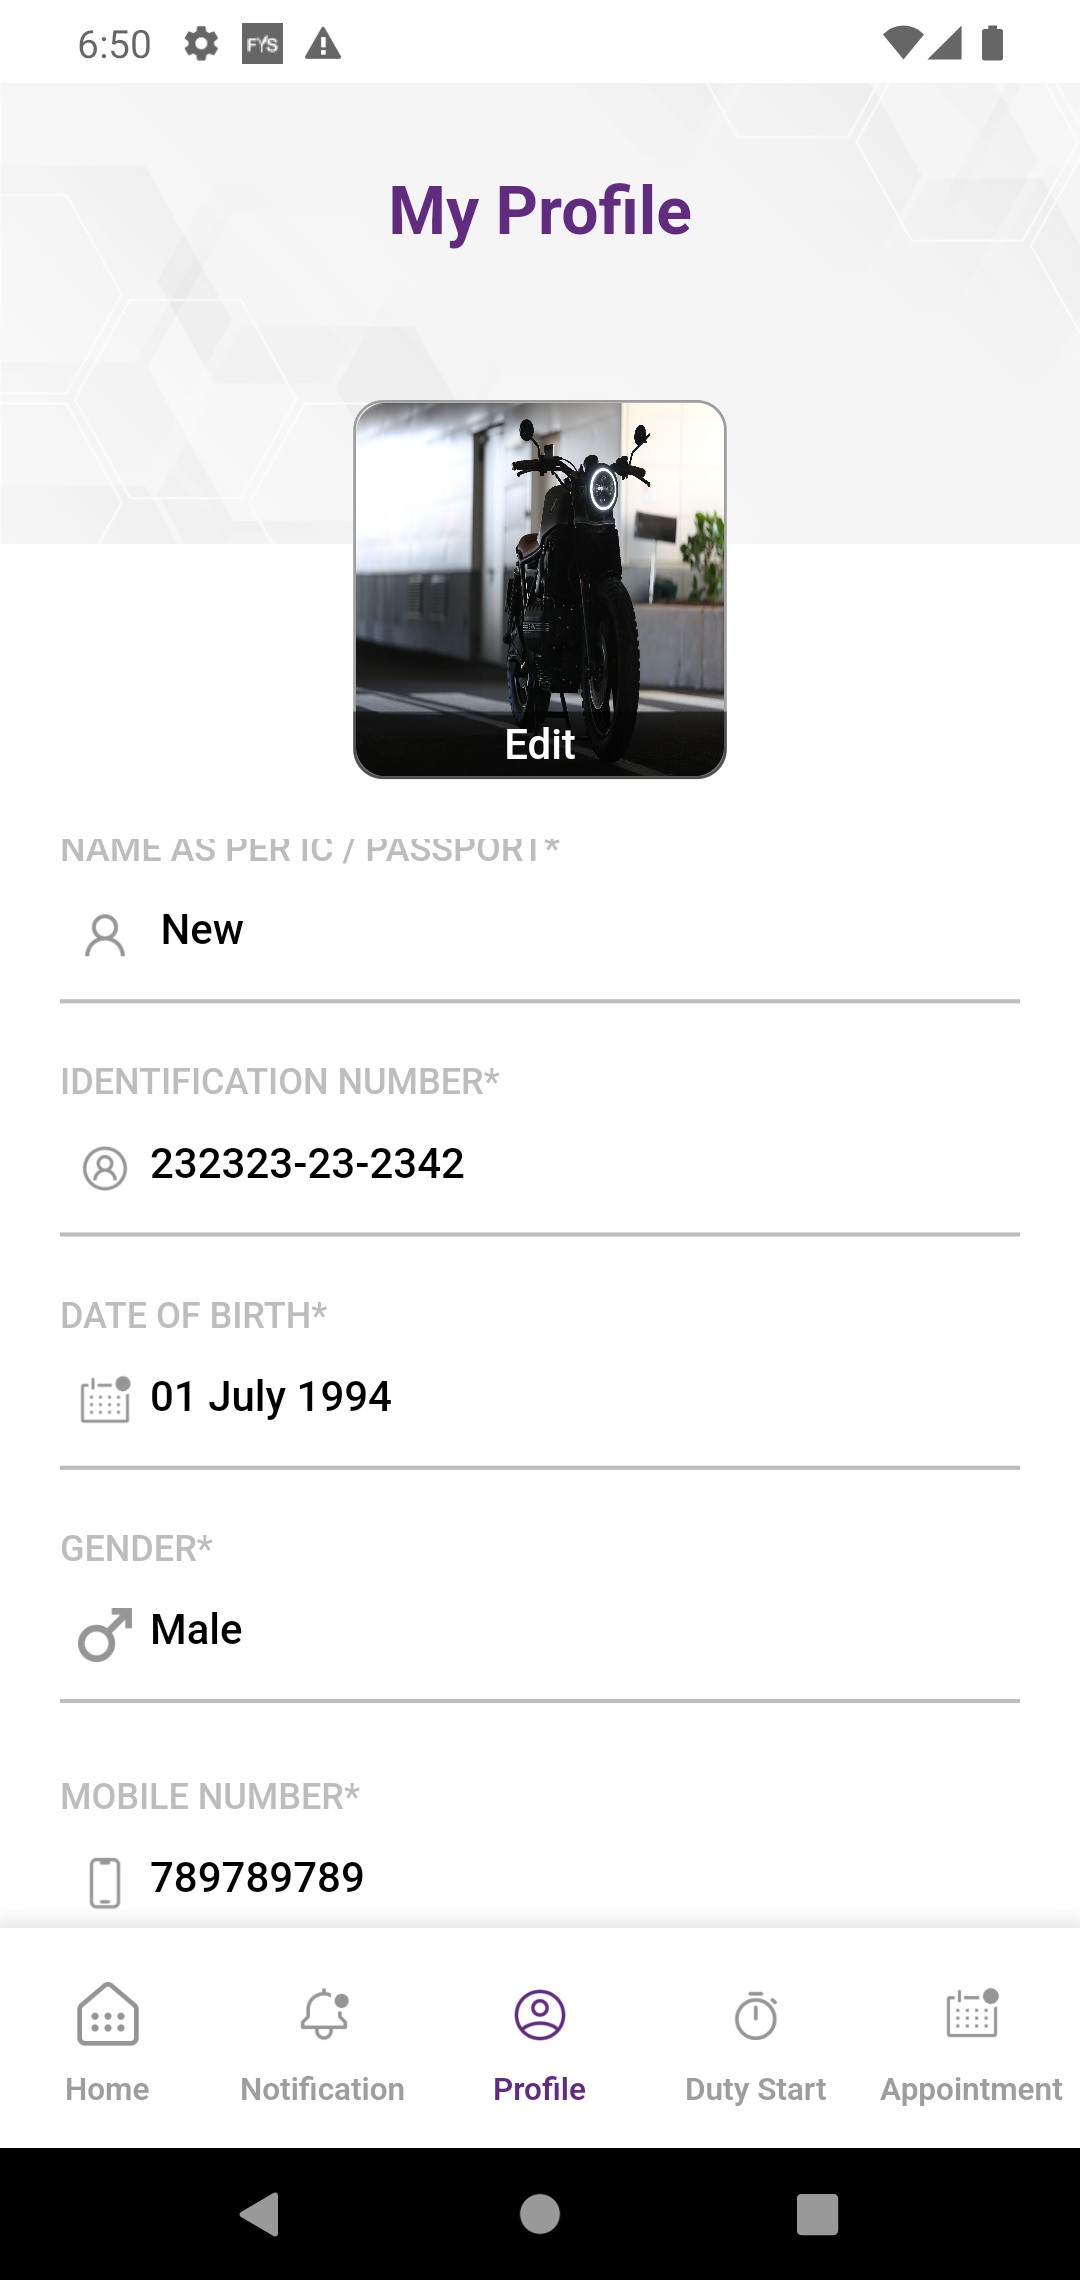 6:50
FYS
My Profile
Edit
NAME AS PER IC / PASSPORT*
New
IDENTIFICATION NUMBER*
232323-23-2342
DATE OF BIRTH*
01 July 1994
GENDER*
Male
MOBILE NUMBER*
789789789
Home
Notification
Profile
Duty Start
Appointment